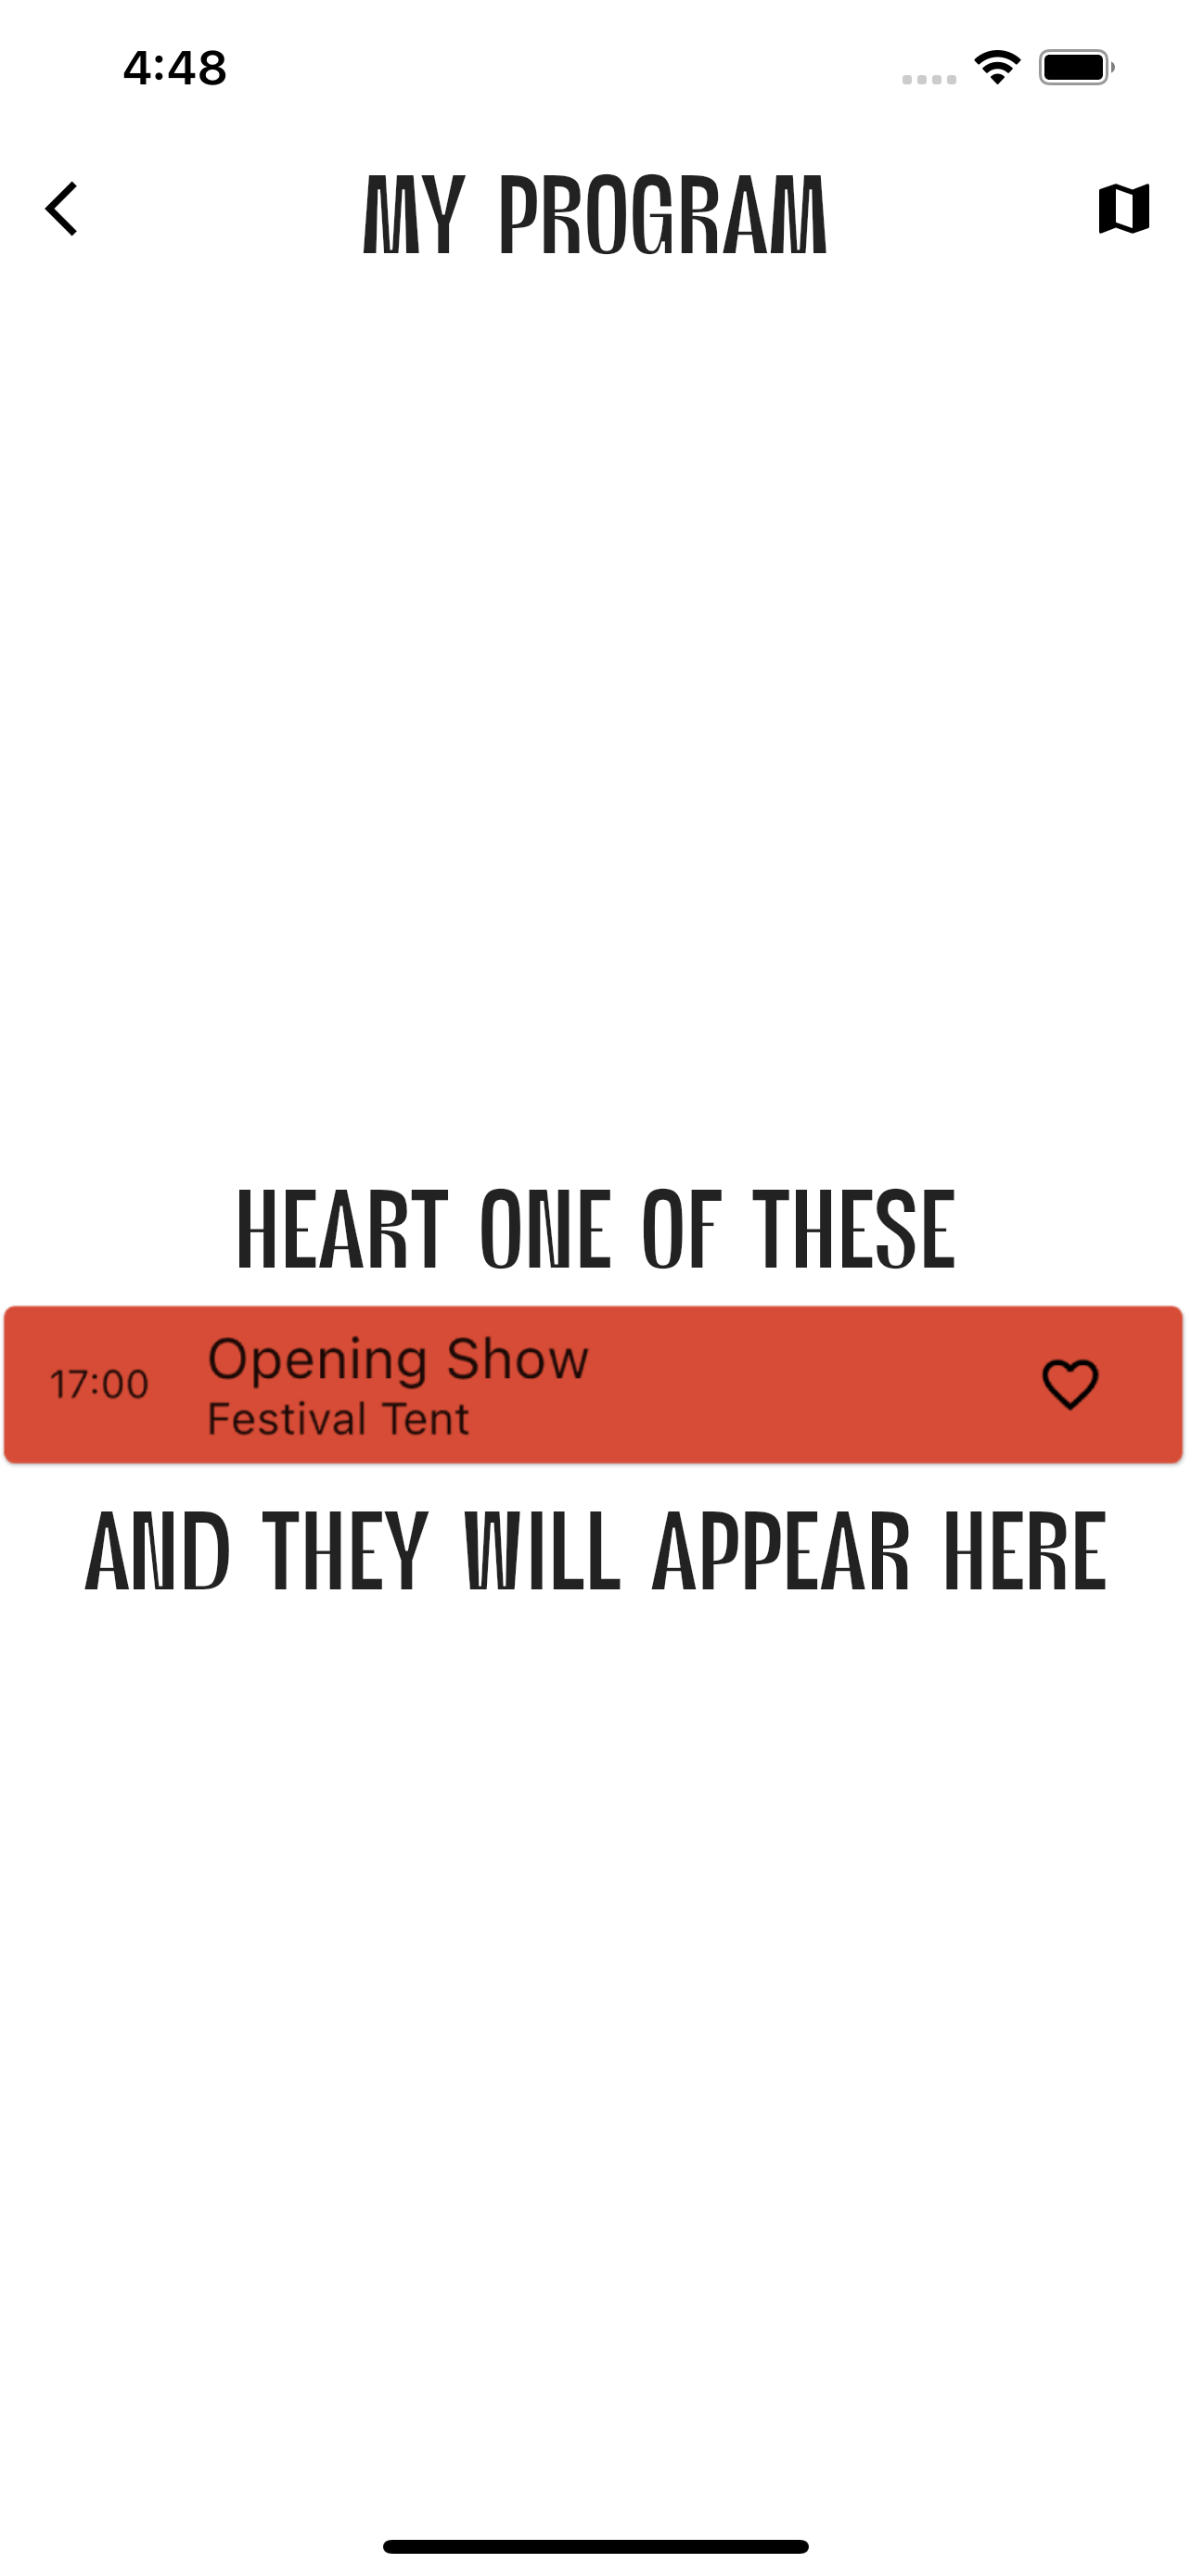 4:48
MY PROGRAM
HEART ONE OF THESE
17:00
Opening Show
Festival Tent
AND THEY WILL APPEAR HERE